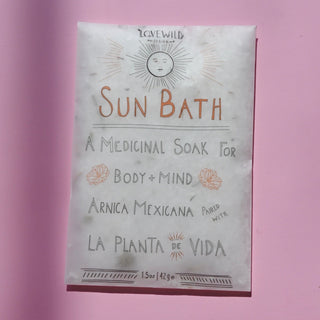 LOVEWILD
DESIGN
SUN BATH
A MEDICINAL SOAK FOR
BODY + MIND
ARNICA MEXICANA PAIRED WITH
LA PLANTA DE VIDA
1.5oz | 42g